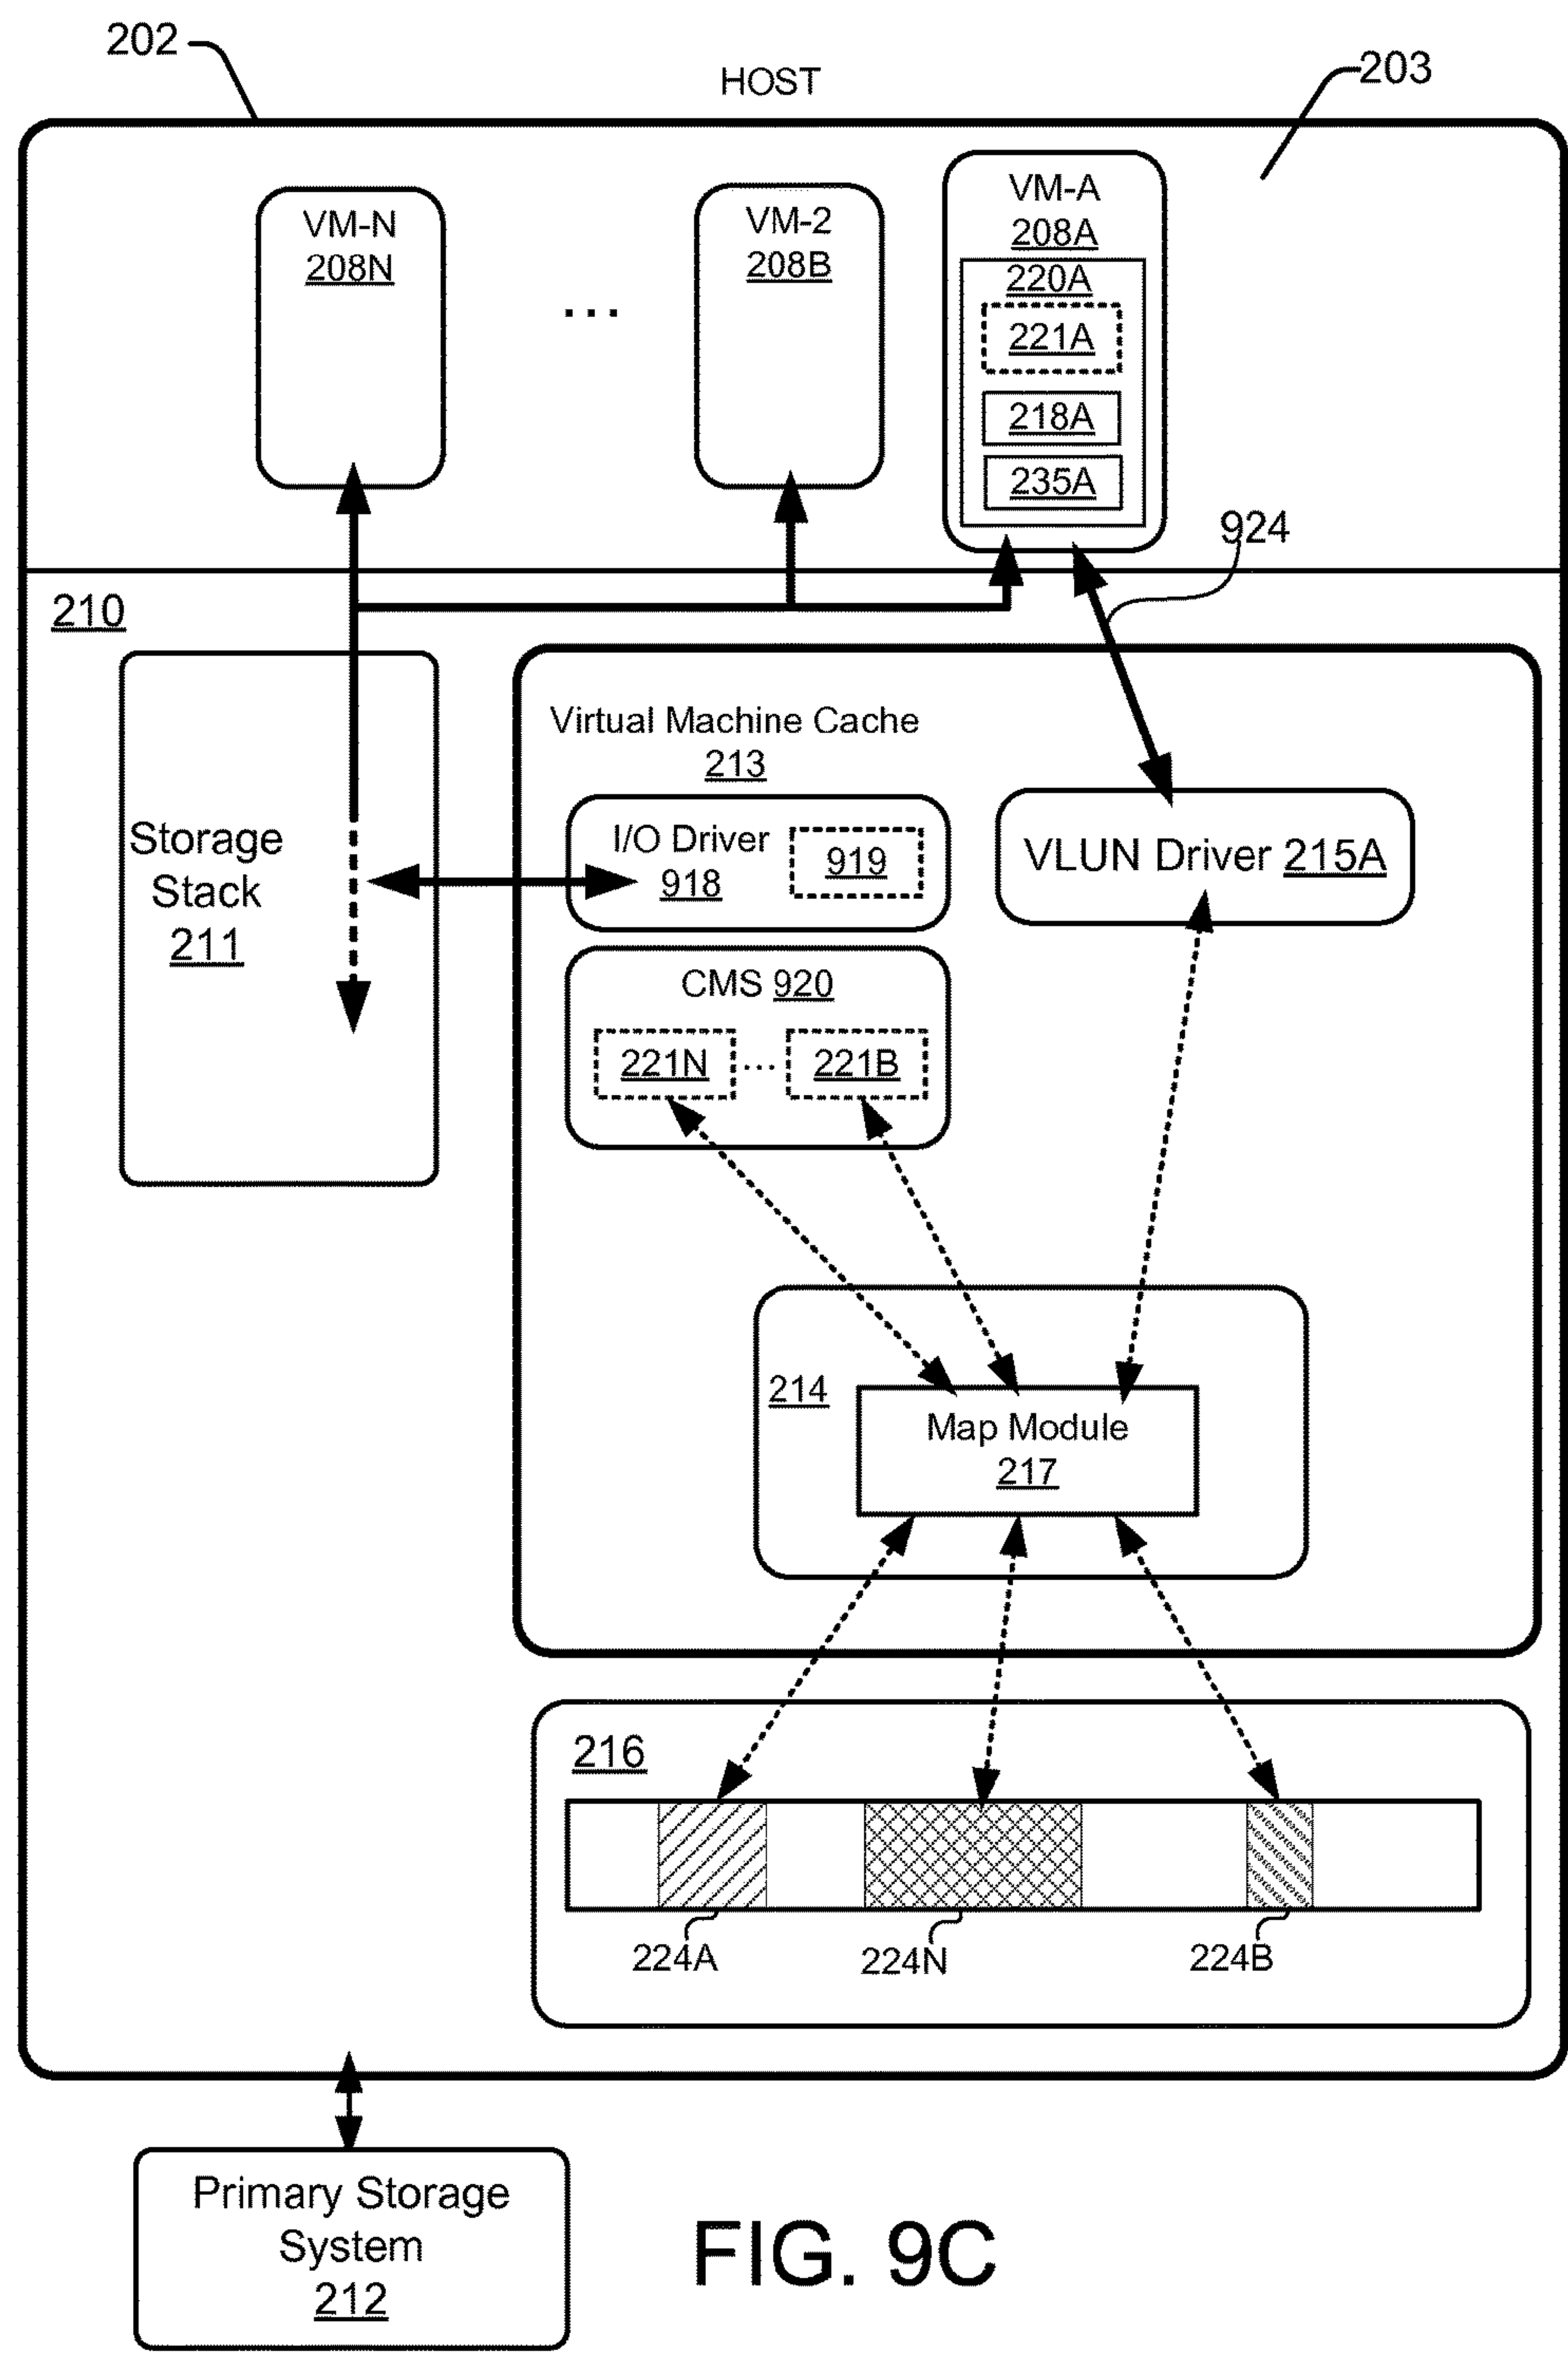 202
HOST
203
VM-N
208N
...
VM-2
208B
VM-A
208A
220A
221A
218A
235A
924
210
Storage
Stack
211
Virtual Machine Cache
213
I/O Driver
918
919
VLUN Driver 215A
CMS 920
221N
...
221B
214
Map Module
217
216
224A
224N
224B
Primary Storage
System
212
FIG. 9C